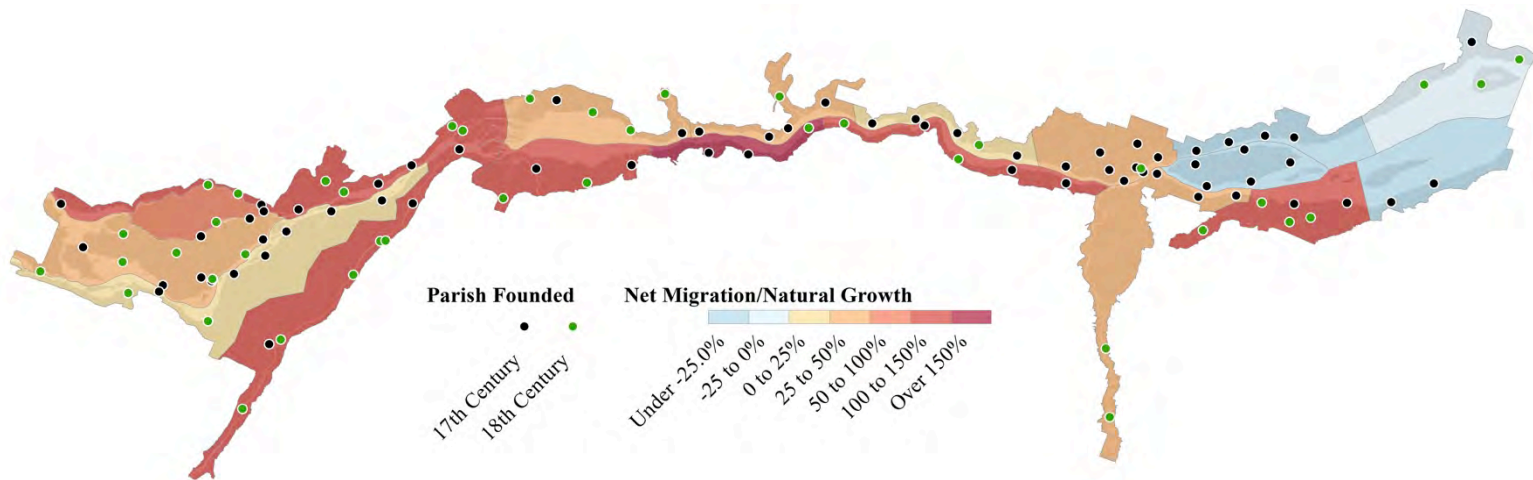 Parish Founded
17th Century
18th Century
Net Migration/Natural Growth
Under -25.0%
-25 to 0%
0 to 25%
25 to 50%
50 to 100%
100 to 150%
Over 150%